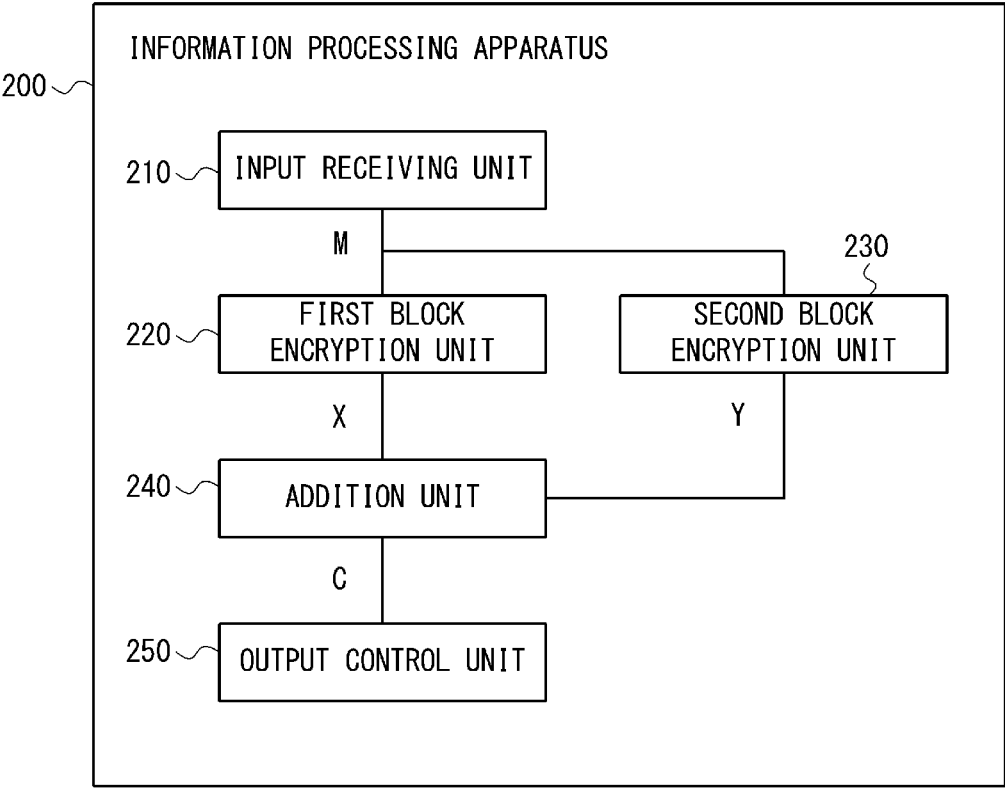 INFORMATION PROCESSING APPARATUS
200
INPUT RECEIVING UNIT
210
M
230
FIRST BLOCK
ENCRYPTION UNIT
220
SECOND BLOCK
ENCRYPTION UNIT
X
Y
240
ADDITION UNIT
C
250
OUTPUT CONTROL UNIT